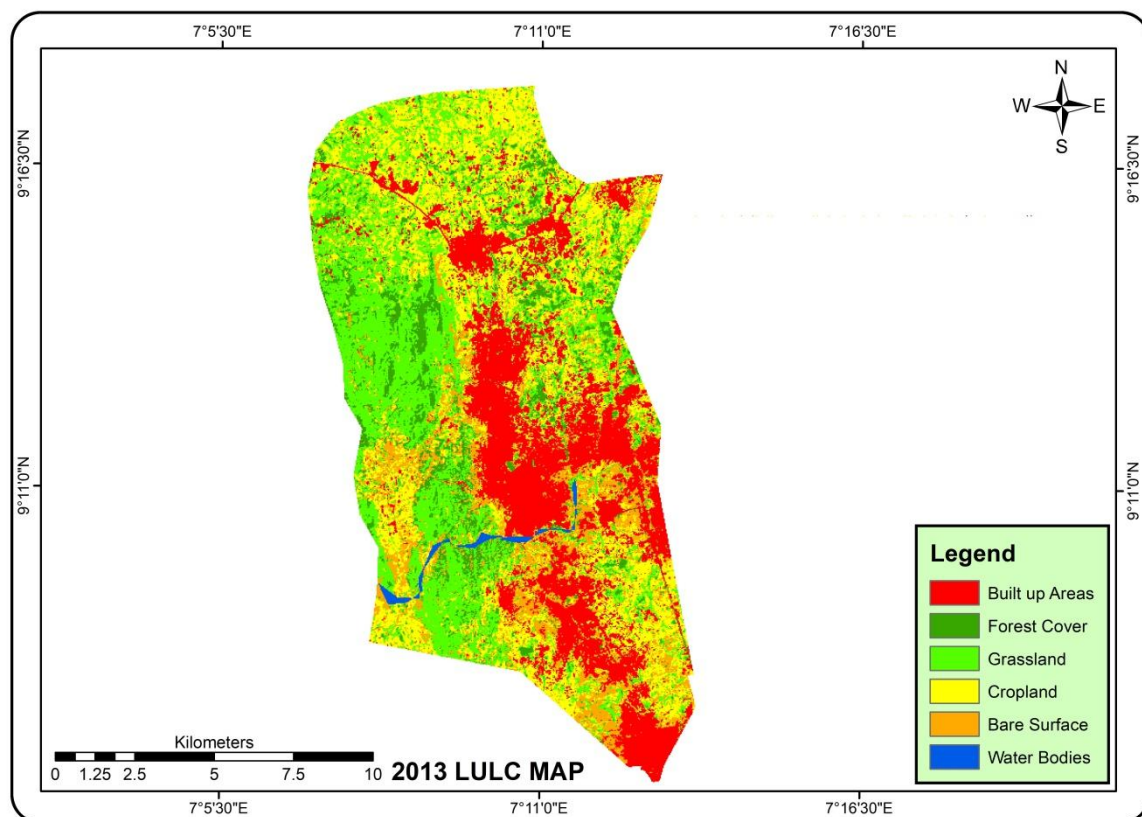 7°5'30"E 7°11'0"E 7°16'30"E
N
W E
S
9°16'30"N 9°16'30"N
9°11'0"N 9°11'0"N
Legend
Built up Areas
Forest Cover
Grassland
Cropland
Bare Surface
Water Bodies
Kilometers
0 1.25 2.5 5 7.5 10
2013 LULC MAP
7°5'30"E 7°11'0"E 7°16'30"E